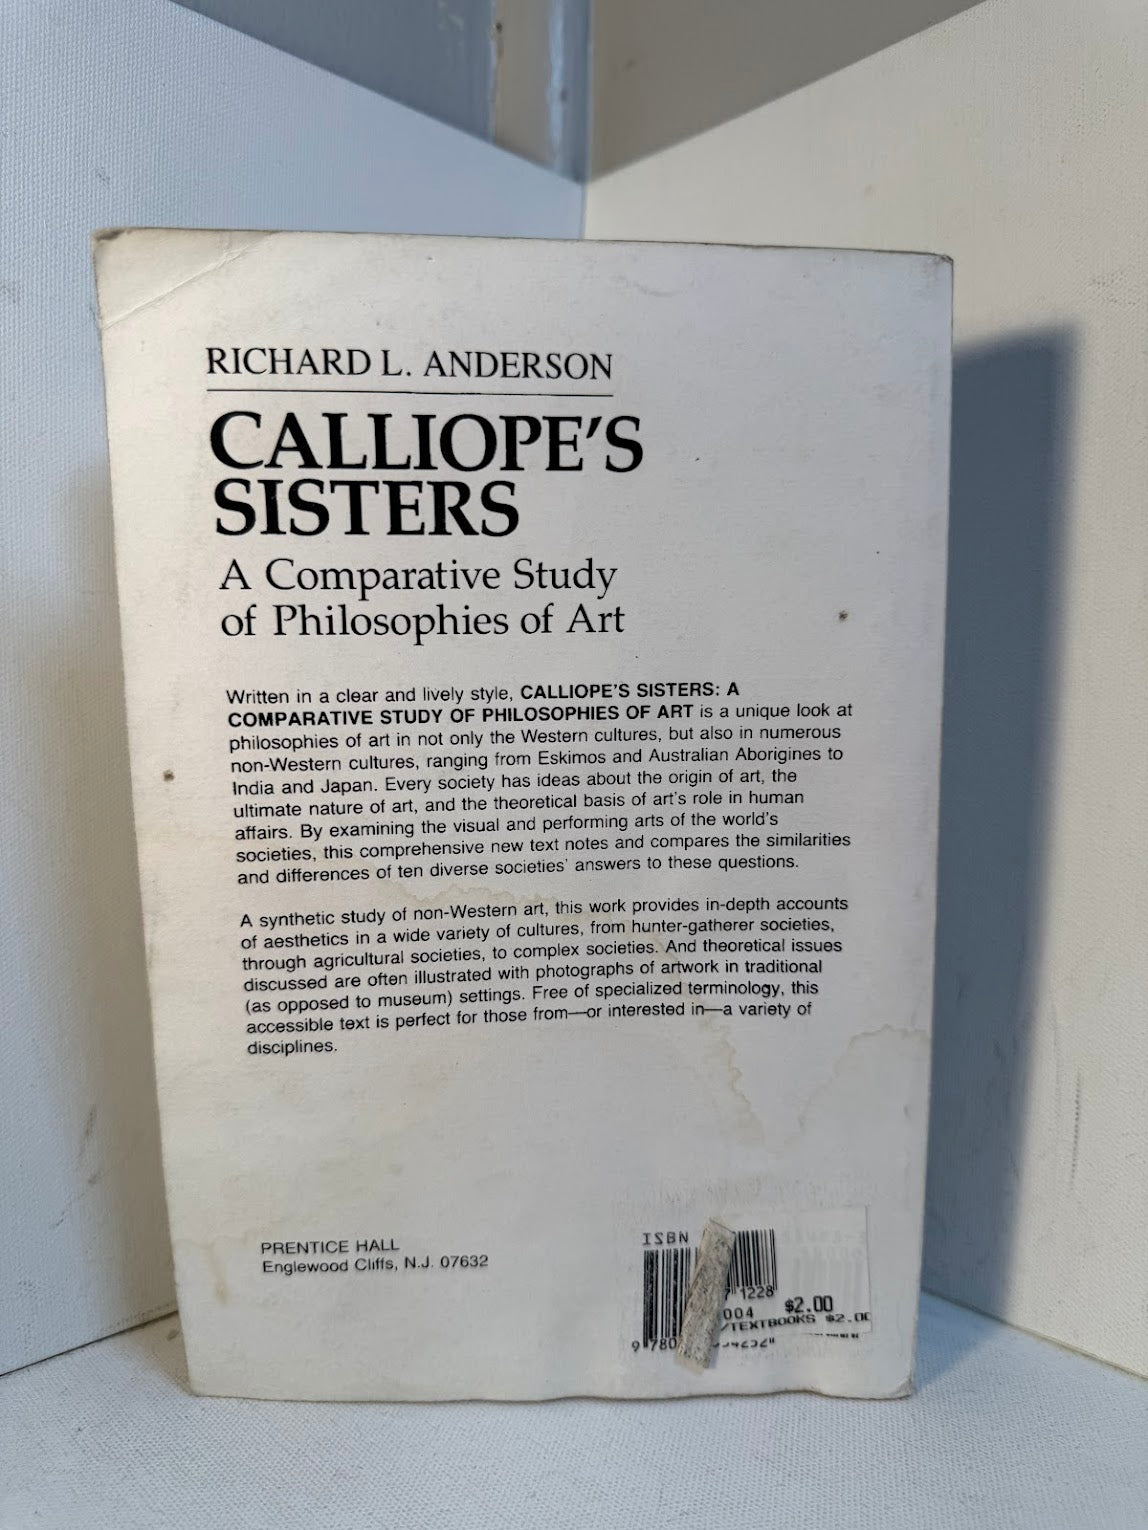 RICHARD L. ANDERSON
CALLIOPE'S
SISTERS
A Comparative Study
of Philosophies of Art
Written in a clear and lively style, CALLIOPE'S SISTERS: A
COMPARATIVE STUDY OF PHILOSOPHIES OF ART is a unique look at
philosophies of art in not only the Western cultures, but also in numerous
non-Western cultures, ranging from Eskimos and Australian Aborigines to
India and Japan. Every society has ideas about the origin of art, the
ultimate nature of art, and the theoretical basis of art's role in human
affairs. By examining the visual and performing arts of the world's
societies, this comprehensive new text notes and compares the similarities
and differences of ten diverse societies' answers to these questions.
A synthetic study of non-Western art, this work provides in-depth accounts
of aesthetics in a wide variety of cultures, from hunter-gatherer societies,
through agricultural societies, to complex societies. And theoretical issues
discussed are often illustrated with photographs of artwork in traditional
(as opposed to museum) settings. Free of specialized terminology, this
accessible text is perfect for those from—or interested in—a variety of
disciplines.
PRENTICE HALL
Englewood Cliffs, N.J. 07632
ISBN
1228
004 $2.00
/TEXTBOOKS $2.00
9 780